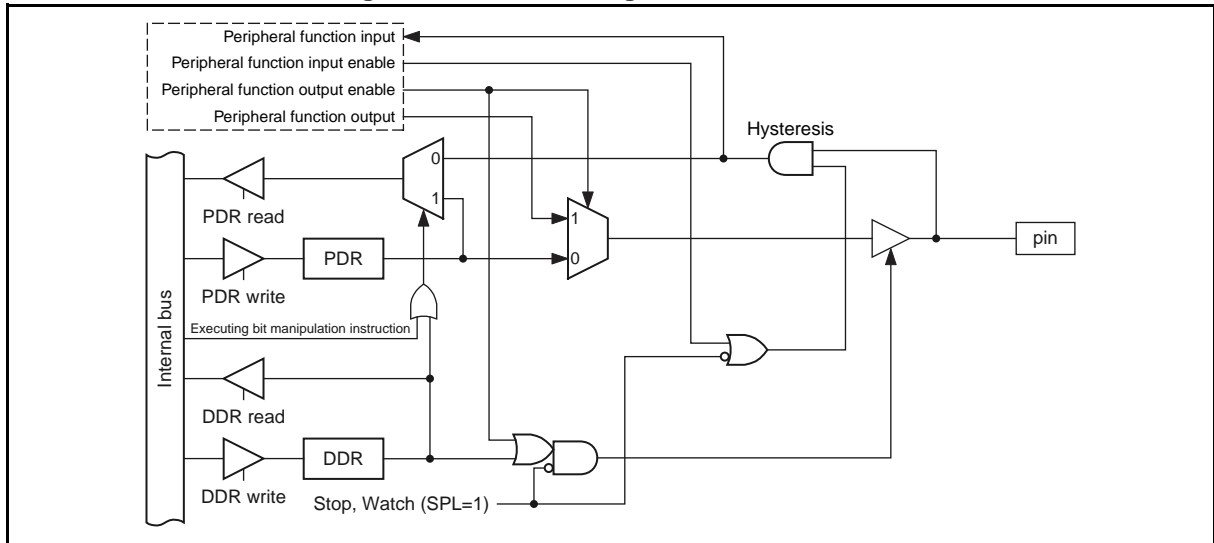 Peripheral function input
Peripheral function input enable
Peripheral function output enable
Peripheral function output
Hysteresis
0
1
PDR read
1
pin
PDR
0
PDR write
Executing bit manipulation instruction
Internal bus
DDR read
DDR
DDR write
Stop, Watch (SPL=1)